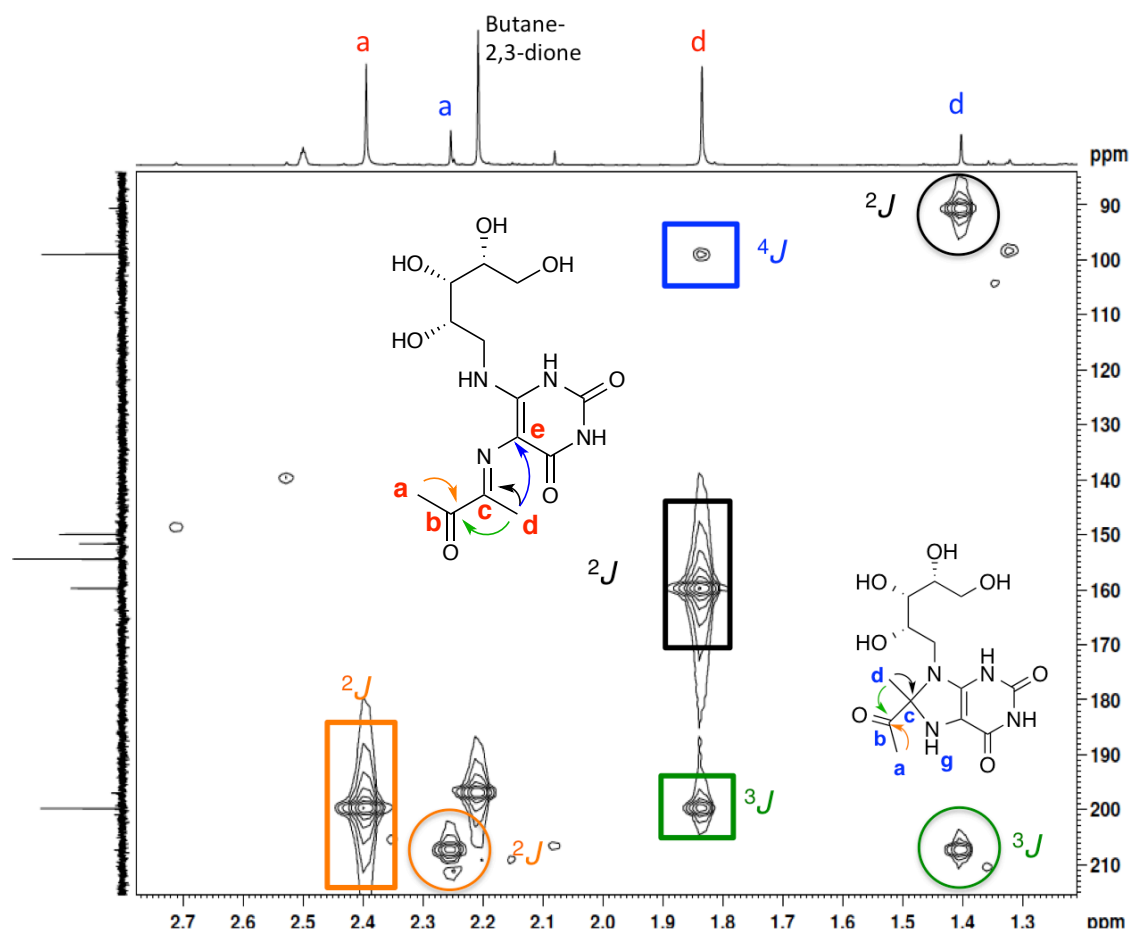 Butane-
2,3-dione
a
d
a
d
ppm
2J
90
4J
100
110
120
130
140
150
160
170
180
190
200
210
OH
HO
OH
HO
HO
HN
H
N
O
NH
e
N
O
a
b
c
d
O
2J
2J
2J
3J
3J
OH
HO
OH
HO
d
N
H
N
O
NH
O
c
b
N
H
g
O
a
2.7
2.6
2.5
2.4
2.3
2.2
2.1
2.0
1.9
1.8
1.7
1.6
1.5
1.4
1.3
ppm